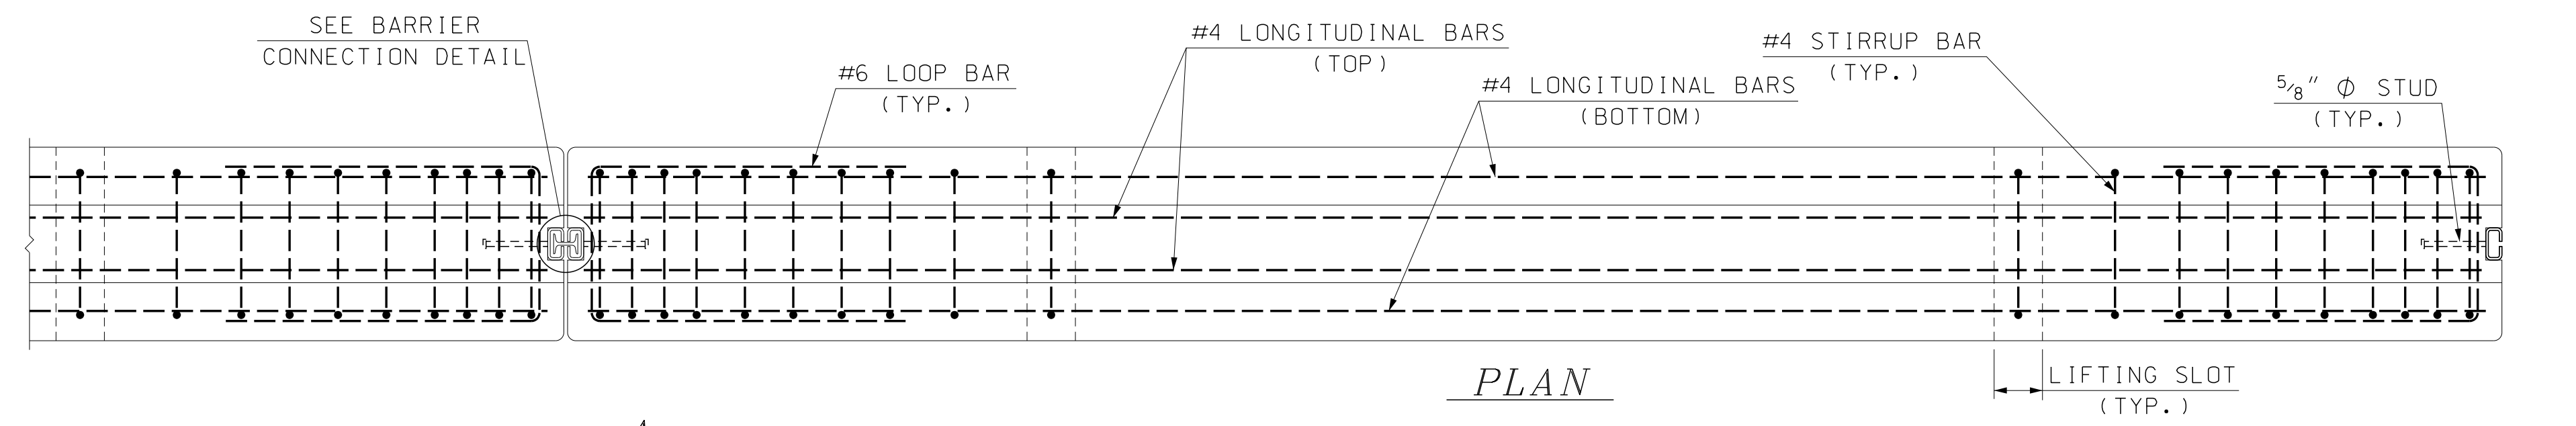 SEE BARRIER
CONNECTION DETAIL
#6 LOOP BAR
(TYP.)
#4 LONGITUDINAL BARS
(TOP)
#4 LONGITUDINAL BARS
(BOTTOM)
#4 STIRRUP BAR
(TYP.)
5/8" Ø STUD
(TYP.)
PLAN
LIFTING SLOT
(TYP.)